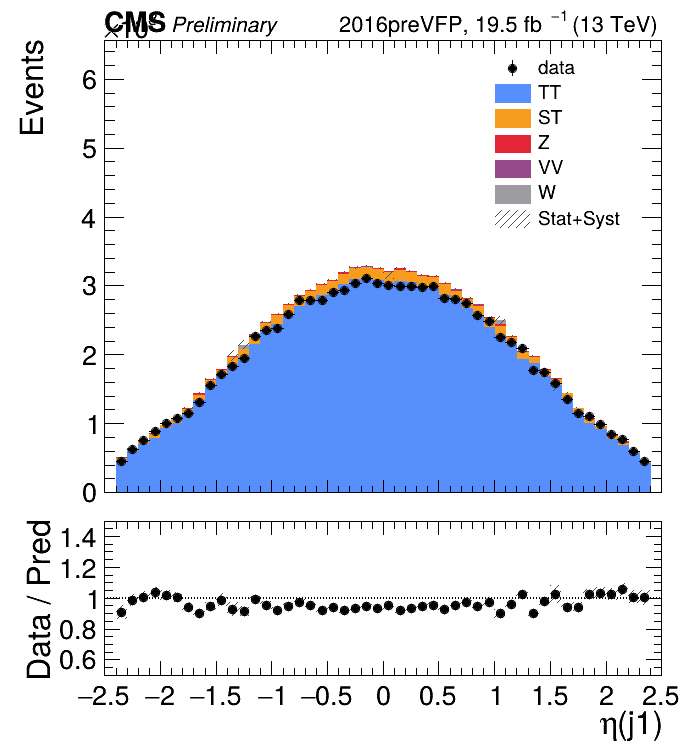 CMS Preliminary 2016preVFP, 19.5 fb⁻¹ (13 TeV)
Events
6
5
4
3
2
1
0
data
TT
ST
Z
VV
W
Stat+Syst
Data / Pred
1.4
1.2
1
0.8
0.6
−2.5 −2 −1.5 −1 −0.5 0 0.5 1 1.5 2 2.5
η(j1)